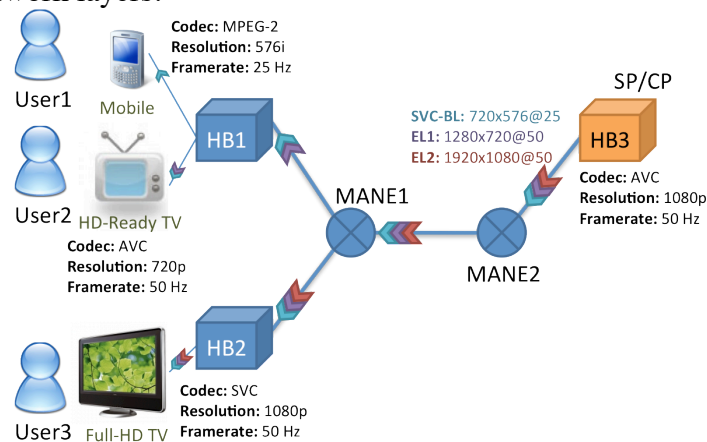 Codec: MPEG-2
Resolution: 576i
Framerate: 25 Hz
User1
Mobile
HB1
SP/CP
SVC-BL: 720x576@25
EL1: 1280x720@50
EL2: 1920x1080@50
HB3
Codec: AVC
Resolution: 1080p
Framerate: 50 Hz
User2
HD-Ready TV
Codec: AVC
Resolution: 720p
Framerate: 50 Hz
MANE1
MANE2
HB2
Codec: SVC
Resolution: 1080p
Framerate: 50 Hz
User3
Full-HD TV